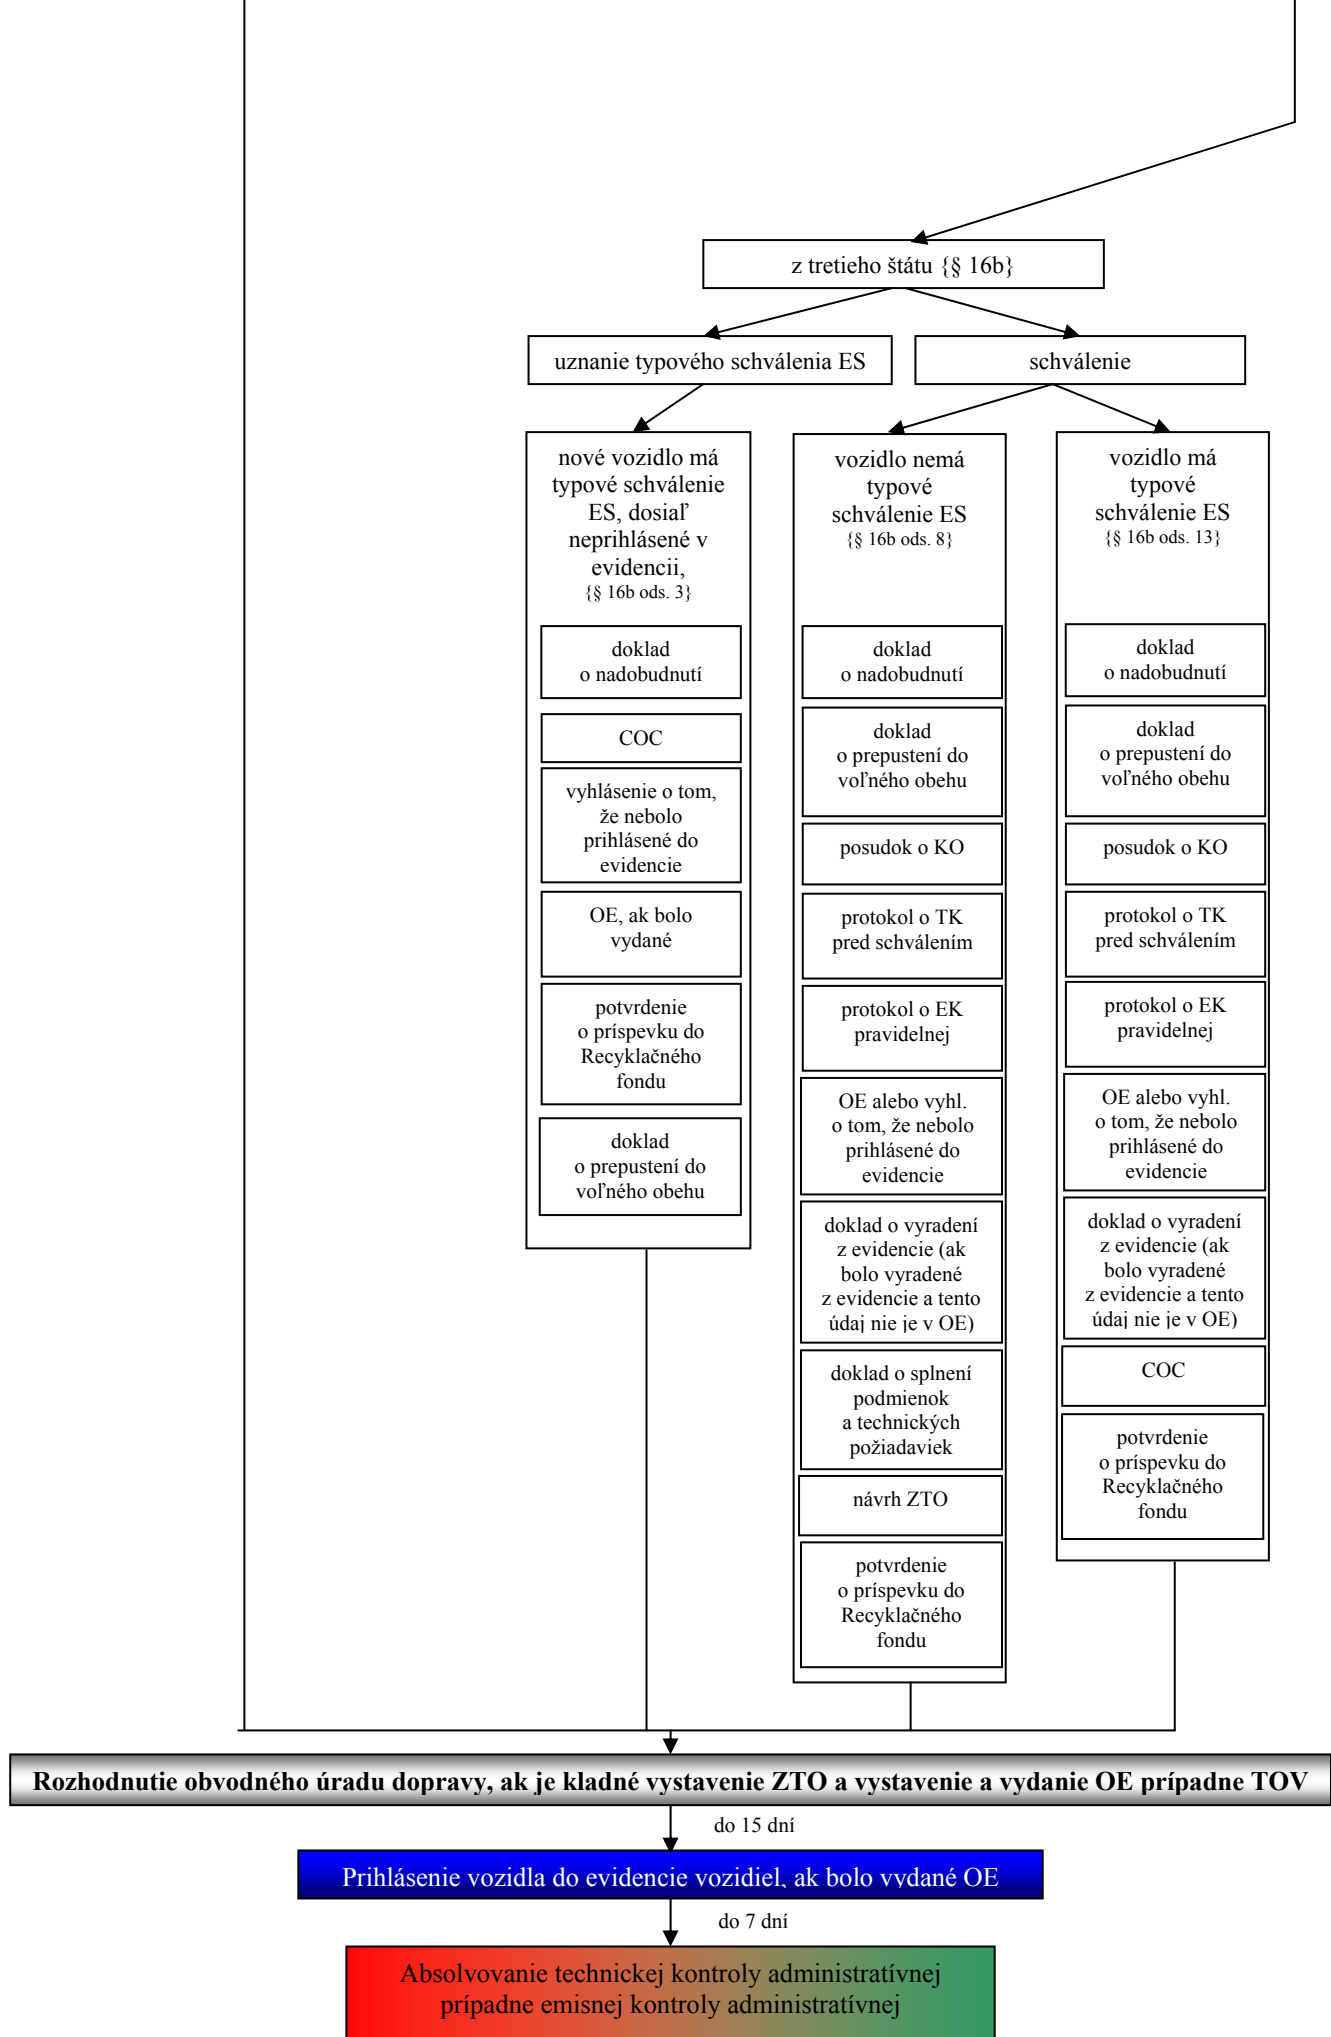 z tretieho štátu {§ 16b}
uznanie typového schválenia ES
schválenie
nové vozidlo má
typové schválenie
ES, dosiaľ
neprihlásené v
evidencii,
{§ 16b ods. 3}
doklad
o nadobudnutí
COC
vyhlásenie o tom,
že nebolo
prihlásené do
evidencie
OE, ak bolo
vydané
potvrdenie
o príspevku do
Recyklačného
fondu
doklad
o prepustení do
voľného obehu
vozidlo nemá
typové
schválenie ES
{§ 16b ods. 8}
doklad
o nadobudnutí
doklad
o prepustení do
voľného obehu
posudok o KO
protokol o TK
pred schválením
protokol o EK
pravidelnej
OE alebo vyhl.
o tom, že nebolo
prihlásené do
evidencie
doklad o vyradení
z evidencie (ak
bolo vyradené
z evidencie a tento
údaj nie je v OE)
doklad o splnení
podmienok
a technických
požiadaviek
návrh ZTO
potvrdenie
o príspevku do
Recyklačného
fondu
vozidlo má
typové
schválenie ES
{§ 16b ods. 13}
doklad
o nadobudnutí
doklad
o prepustení do
voľného obehu
posudok o KO
protokol o TK
pred schválením
protokol o EK
pravidelnej
OE alebo vyhl.
o tom, že nebolo
prihlásené do
evidencie
doklad o vyradení
z evidencie (ak
bolo vyradené
z evidencie a tento
údaj nie je v OE)
COC
potvrdenie
o príspevku do
Recyklačného
fondu
Rozhodnutie obvodného úradu dopravy, ak je kladné vystavenie ZTO a vystavenie a vydanie OE prípadne TOV
do 15 dní
Prihlásenie vozidla do evidencie vozidiel, ak bolo vydané OE
do 7 dní
Absolvovanie technickej kontroly administratívnej
prípadne emisnej kontroly administratívnej